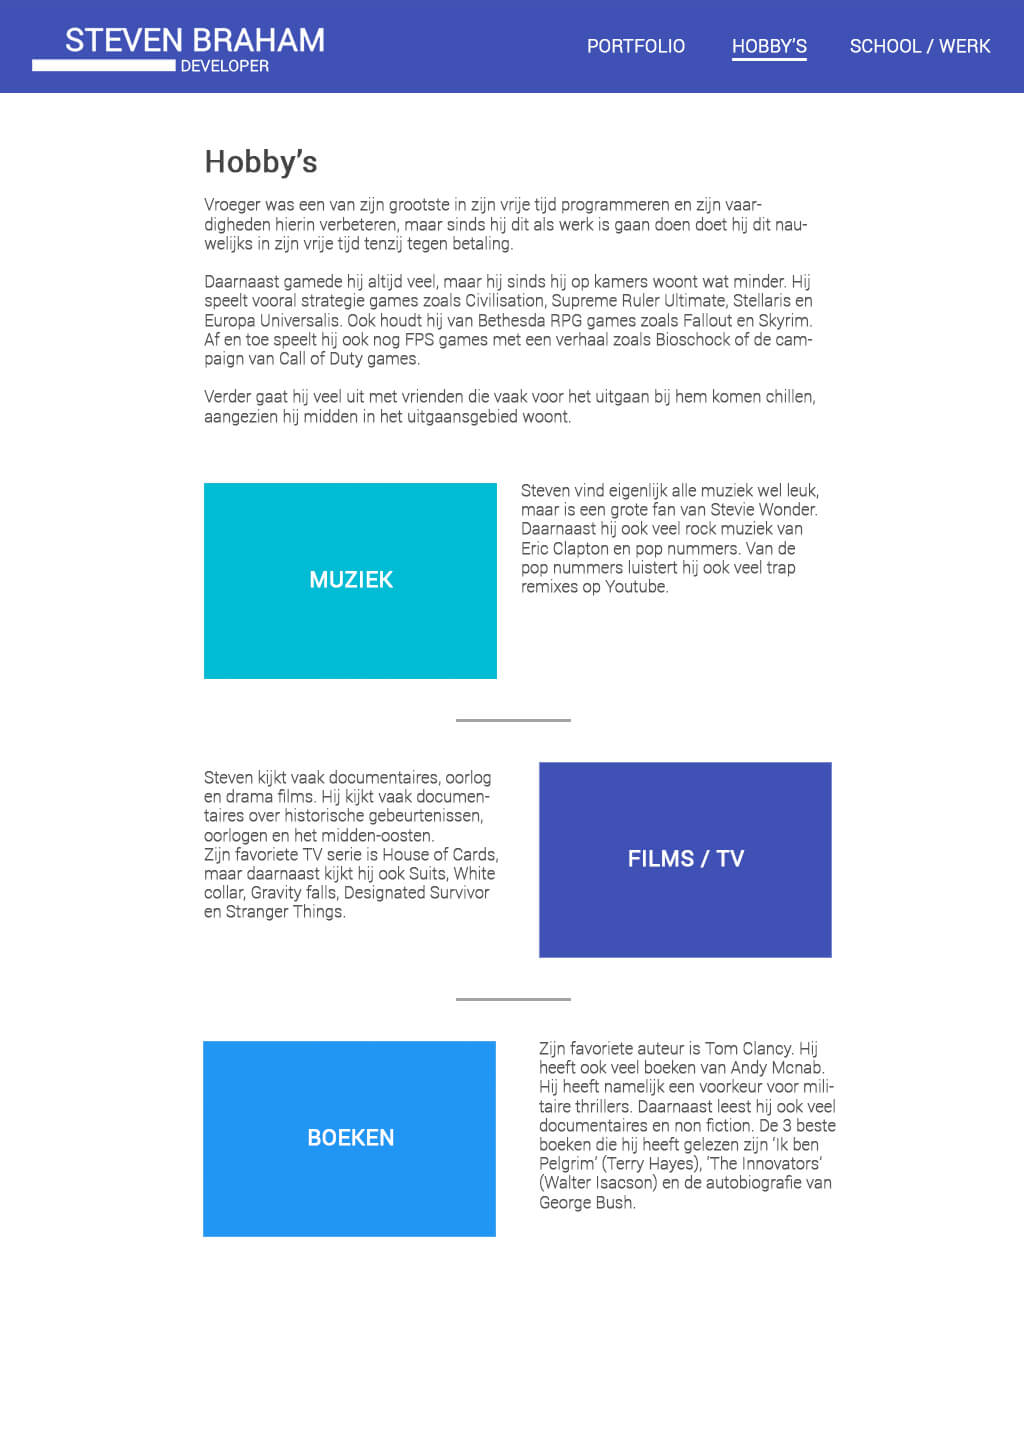 STEVEN BRAHAM
DEVELOPER
PORTFOLIO
HOBBY'S
SCHOOL / WERK
Hobby's
Vroeger was een van zijn grootste in zijn vrije tijd programmeren en zijn vaar-
digheden hierin verbeteren, maar sinds hij dit als werk is gaan doen doet hij dit nau-
welijks in zijn vrije tijd tenzij tegen betaling.
Daarnaast gamede hij altijd veel, maar hij sinds hij op kamers woont wat minder. Hij
speelt vooral strategie games zoals Civilisation, Supreme Ruler Ultimate, Stellaris en
Europa Universalis. Ook houdt hij van Bethesda RPG games zoals Fallout en Skyrim.
Af en toe speelt hij ook nog FPS games met een verhaal zoals Bioschock of de cam-
paign van Call of Duty games.
Verder gaat hij veel uit met vrienden die vaak voor het uitgaan bij hem komen chillen,
aangezien hij midden in het uitgaansgebied woont.
MUZIEK
Steven vind eigenlijk alle muziek wel leuk,
maar is een grote fan van Stevie Wonder.
Daarnaast hij ook veel rock muziek van
Eric Clapton en pop nummers. Van de
pop nummers luistert hij ook veel trap
remixes op Youtube.
Steven kijkt vaak documentaires, oorlog
en drama films. Hij kijkt vaak documen-
taires over historische gebeurtenissen,
oorlogen en het midden-oosten.
Zijn favoriete TV serie is House of Cards,
maar daarnaast kijkt hij ook Suits, White
collar, Gravity falls, Designated Survivor
en Stranger Things.
FILMS / TV
BOEKEN
Zijn favoriete auteur is Tom Clancy. Hij
heeft ook veel boeken van Andy Mcnab.
Hij heeft namelijk een voorkeur voor mili-
taire thrillers. Daarnaast leest hij ook veel
documentaires en non fiction. De 3 beste
boeken die hij heeft gelezen zijn 'Ik ben
Pelgrim' (Terry Hayes), 'The Innovators'
(Walter Isacson) en de autobiografie van
George Bush.